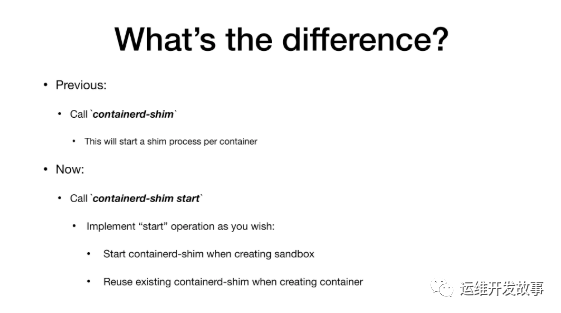 What's the difference?
• Previous:
• Call `containerd-shim`
• This will start a shim process per container
• Now:
• Call `containerd-shim start`
• Implement “start” operation as you wish:
• Start containerd-shim when creating sandbox
• Reuse existing containerd-shim when creating container
运维开发故事